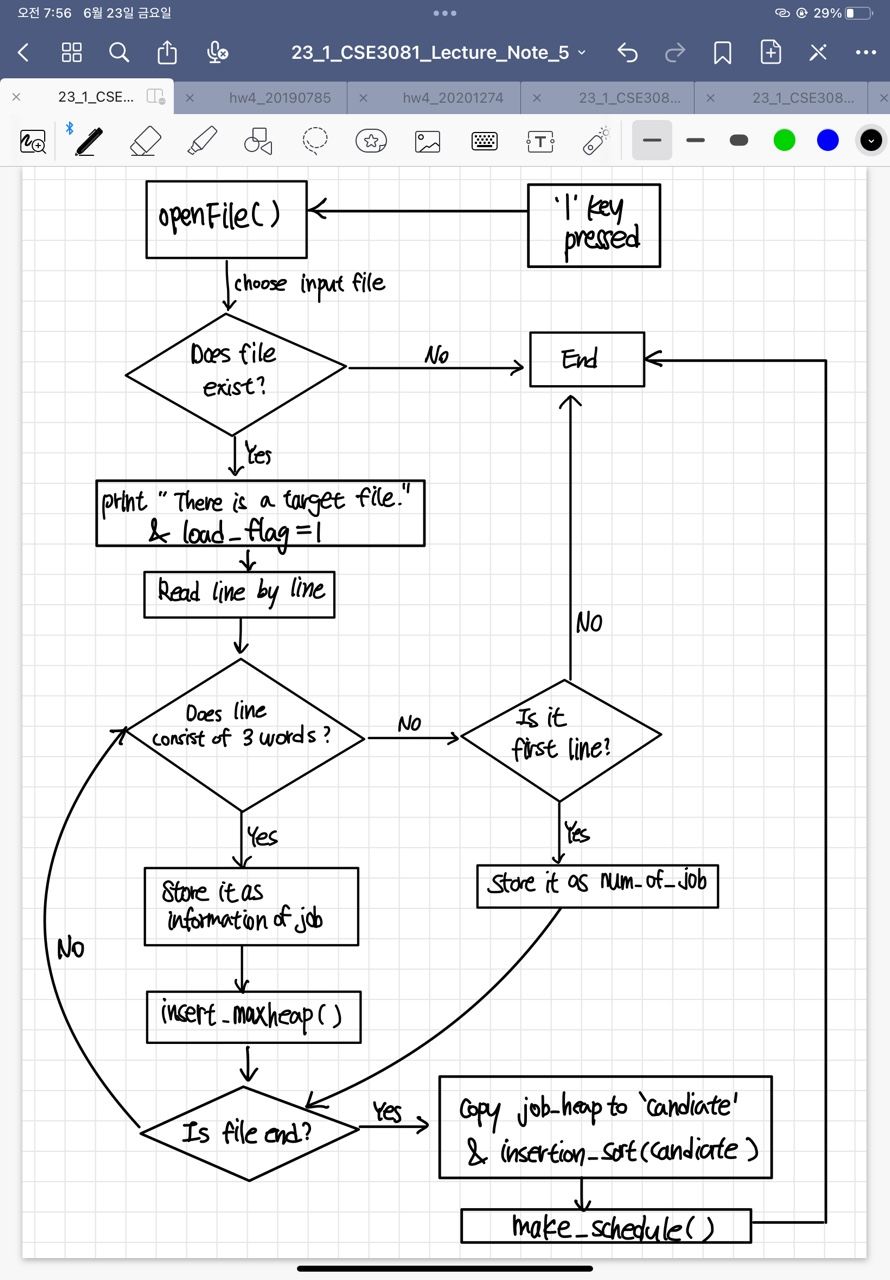 오전 7:56 6월 23일 금요일
29%
23_1_CSE3081_Lecture_Note_5
23_1_CSE...
hw4_20190785
hw4_20201274
23_1_CSE308...
23_1_CSE308...
openFile()
'l' key
pressed
choose input file
Does file
exist?
No
End
Yes
print "There is a target file."
& load_flag=1
Read line by line
NO
Does line
consist of 3 words?
NO
Is it
first line?
Yes
Yes
Store it as
information of job
Store it as num_of_job
No
insert_maxheap()
Is file end?
Yes
Copy job_heap to 'candiate'
& insertion_sort(candiate)
make_schedule()